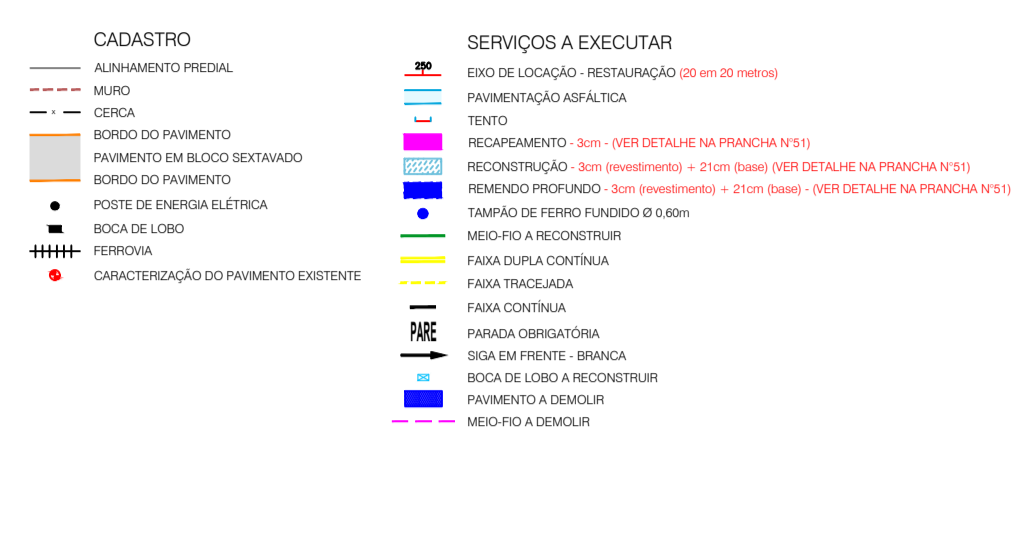 CADASTRO
ALINHAMENTO PREDIAL
MURO
x CERCA
BORDO DO PAVIMENTO
PAVIMENTO EM BLOCO SEXTAVADO
BORDO DO PAVIMENTO
POSTE DE ENERGIA ELÉTRICA
BOCA DE LOBO
FERROVIA
CARACTERIZAÇÃO DO PAVIMENTO EXISTENTE
SERVIÇOS A EXECUTAR
250
EIXO DE LOCAÇÃO - RESTAURAÇÃO (20 em 20 metros)
PAVIMENTAÇÃO ASFÁLTICA
TENTO
RECAPEAMENTO - 3cm - (VER DETALHE NA PRANCHA N°51)
RECONSTRUÇÃO - 3cm (revestimento) + 21cm (base) (VER DETALHE NA PRANCHA N°51)
REMENDO PROFUNDO - 3cm (revestimento) + 21cm (base) - (VER DETALHE NA PRANCHA N°51)
TAMPÃO DE FERRO FUNDIDO Ø 0,60m
MEIO-FIO A RECONSTRUIR
FAIXA DUPLA CONTÍNUA
FAIXA TRACEJADA
FAIXA CONTÍNUA
PARE PARADA OBRIGATÓRIA
SIGA EM FRENTE - BRANCA
BOCA DE LOBO A RECONSTRUIR
PAVIMENTO A DEMOLIR
MEIO-FIO A DEMOLIR